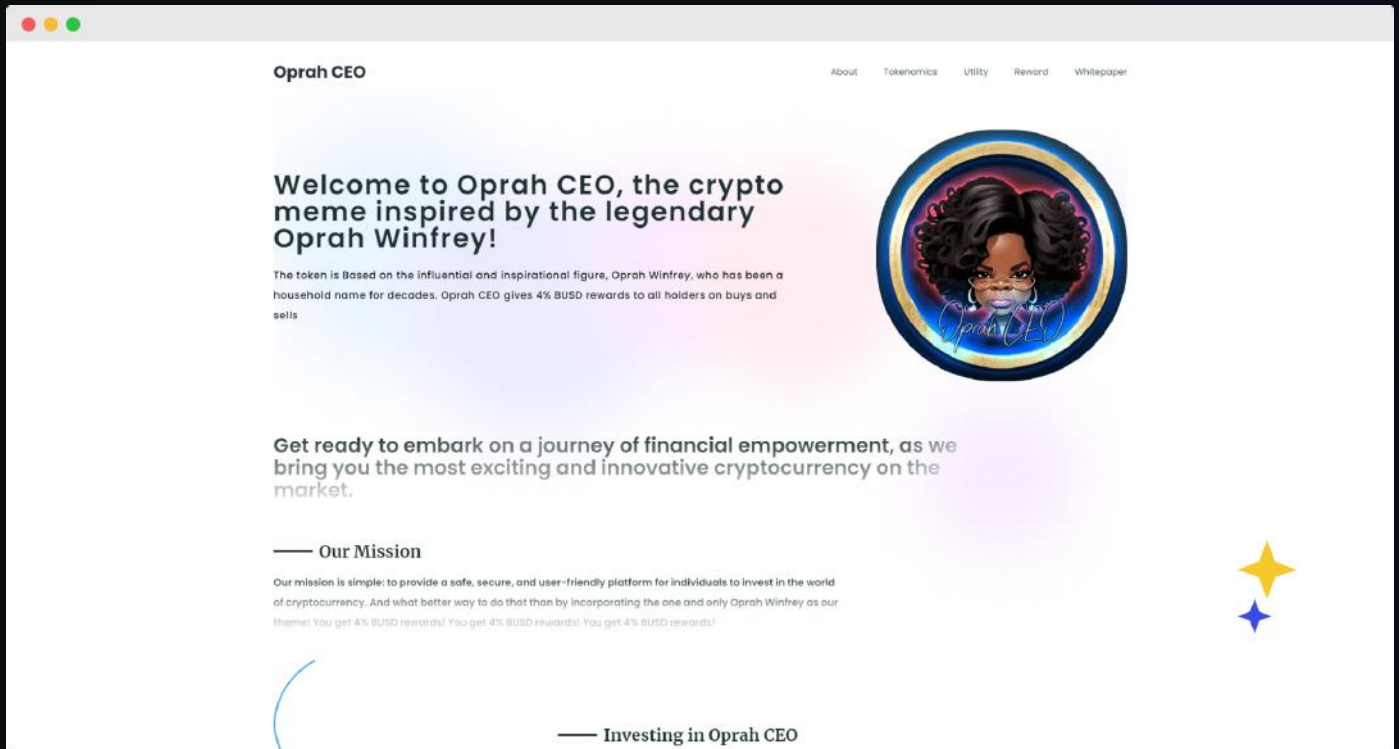 Oprah CEO
About Tokenomics Utility Reword Whitepaper
Welcome to Oprah CEO, the crypto
meme inspired by the legendary
Oprah Winfrey!
The token is Based on the influential and inspirational figure, Oprah Winfrey, who has been a
household name for decades. Oprah CEO gives 4% BUSD rewards to all holders on buys and
sells
Oprah CEO
Get ready to embark on a journey of financial empowerment, as we
bring you the most exciting and innovative cryptocurrency on the
market.
Our Mission
Our mission is simple: to provide a safe, secure, and user-friendly platform for individuals to invest in the world
of cryptocurrency. And what better way to do that than by incorporating the one and only Oprah Winfrey as our
theme! You get 4% BUSD rewards! You get 4% BUSD rewards! You get 4% BUSD rewards!
Investing in Oprah CEO